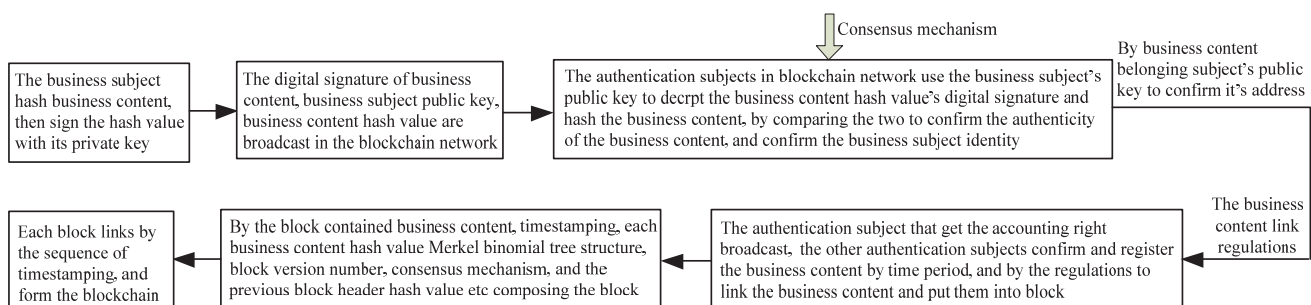 Consensus mechanism
The business subject
hash business content,
then sign the hash value
with its private key
The digital signature of business
content, business subject public key,
business content hash value are
broadcast in the blockchain network
The authentication subjects in blockchain network use the business subject's
public key to decrpt the business content hash value's digital signature and
hash the business content, by comparing the two to confirm the authenticity
of the business content, and confirm the business subject identity
By business content
belonging subject's public
key to confirm it's address
The business
content link
regulations
The authentication subject that get the accounting right
broadcast, the other authentication subjects confirm and register
the business content by time period, and by the regulations to
link the business content and put them into block
By the block contained business content, timestamping, each
business content hash value Merkel binomial tree structure,
block version number, consensus mechanism, and the
previous block header hash value etc composing the block
Each block links by
the sequence of
timestamping, and
form the blockchain